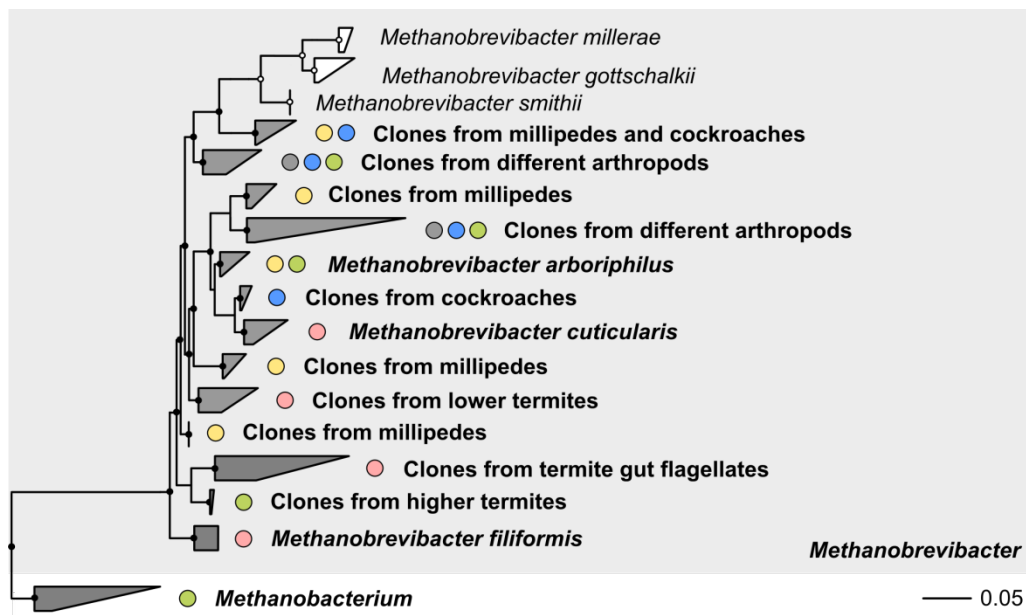 Methanobrevibacter millerae
Methanobrevibacter gottschalkii
Methanobrevibacter smithii
Clones from millipedes and cockroaches
Clones from different arthropods
Clones from millipedes
Clones from different arthropods
Methanobrevibacter arboriphilus
Clones from cockroaches
Methanobrevibacter cuticularis
Clones from millipedes
Clones from lower termites
Clones from millipedes
Clones from termite gut flagellates
Clones from higher termites
Methanobrevibacter filiformis
Methanobrevibacter
Methanobacterium
0.05